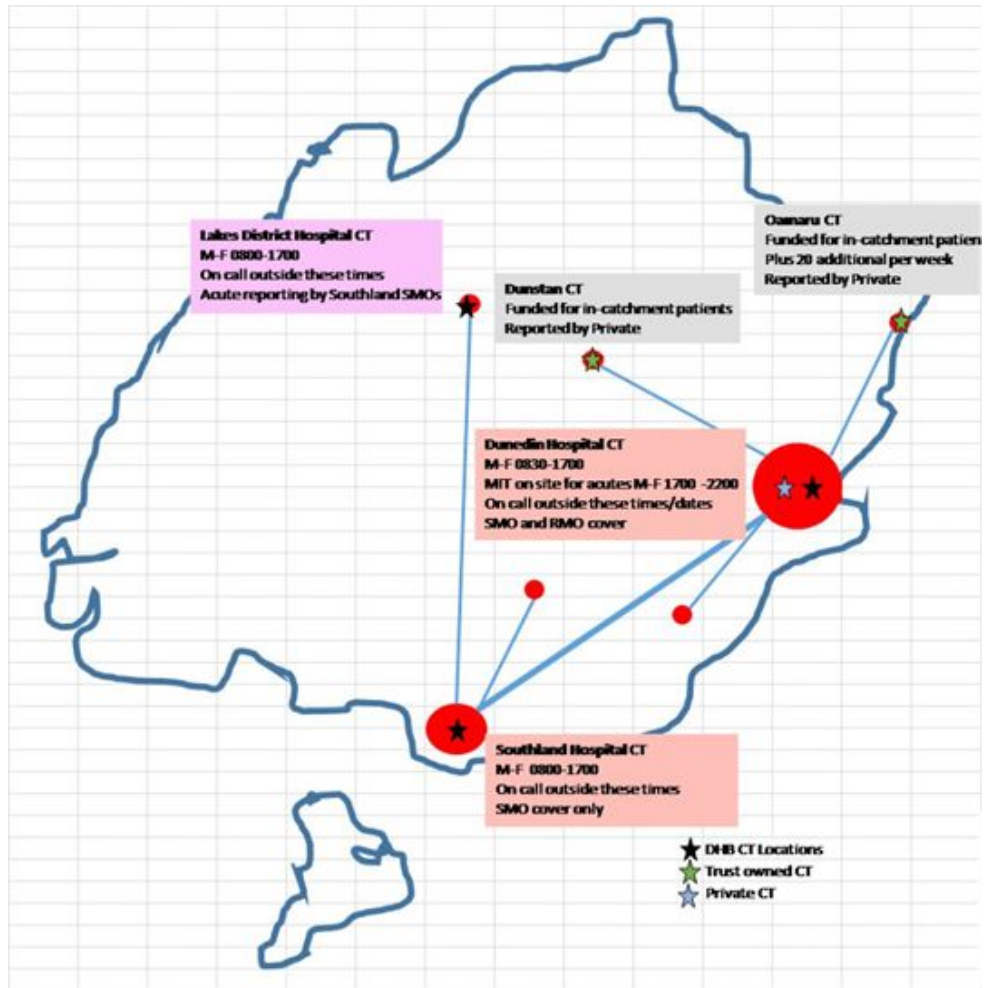 Lakes District Hospital CT
M-F 0800-1700
On call outside these times
Acute reporting by Southland SMOs
Oamaru CT
Funded for in-catchment patien
Plus 20 additional per week
Reported by Private
Dunstan CT
Funded for in-catchment patients
Reported by Private
Dunedin Hospital CT
M-F 0830-1700
MIT on site for acutes M-F 1700 -2200
On call outside these times/dates
SMO and RMO cover
Southland Hospital CT
M-F 0800-1700
On call outside these times
SMO cover only
DHB CT Locations
Trust owned CT
Private CT